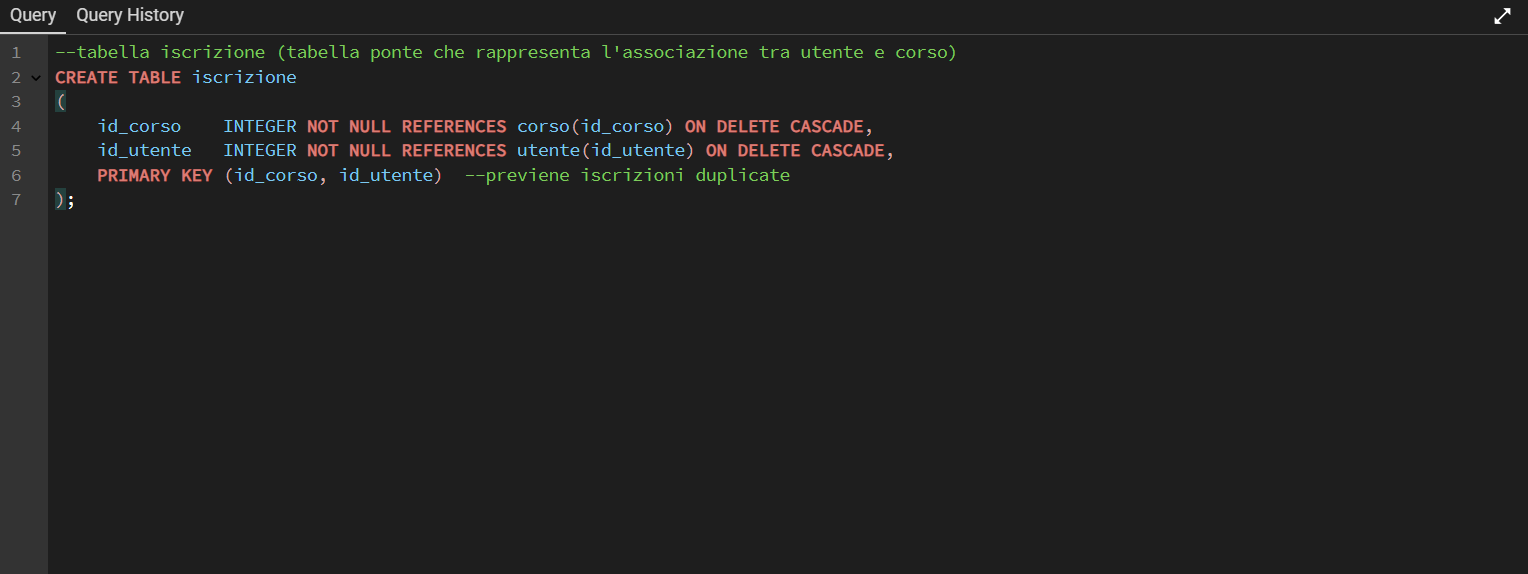 Query Query History
1 --tabella iscrizione (tabella ponte che rappresenta l'associazione tra utente e corso)
2 CREATE TABLE iscrizione
3 (
4 id_corso INTEGER NOT NULL REFERENCES corso(id_corso) ON DELETE CASCADE,
5 id_utente INTEGER NOT NULL REFERENCES utente(id_utente) ON DELETE CASCADE,
6 PRIMARY KEY (id_corso, id_utente) --previene iscrizioni duplicate
7 );